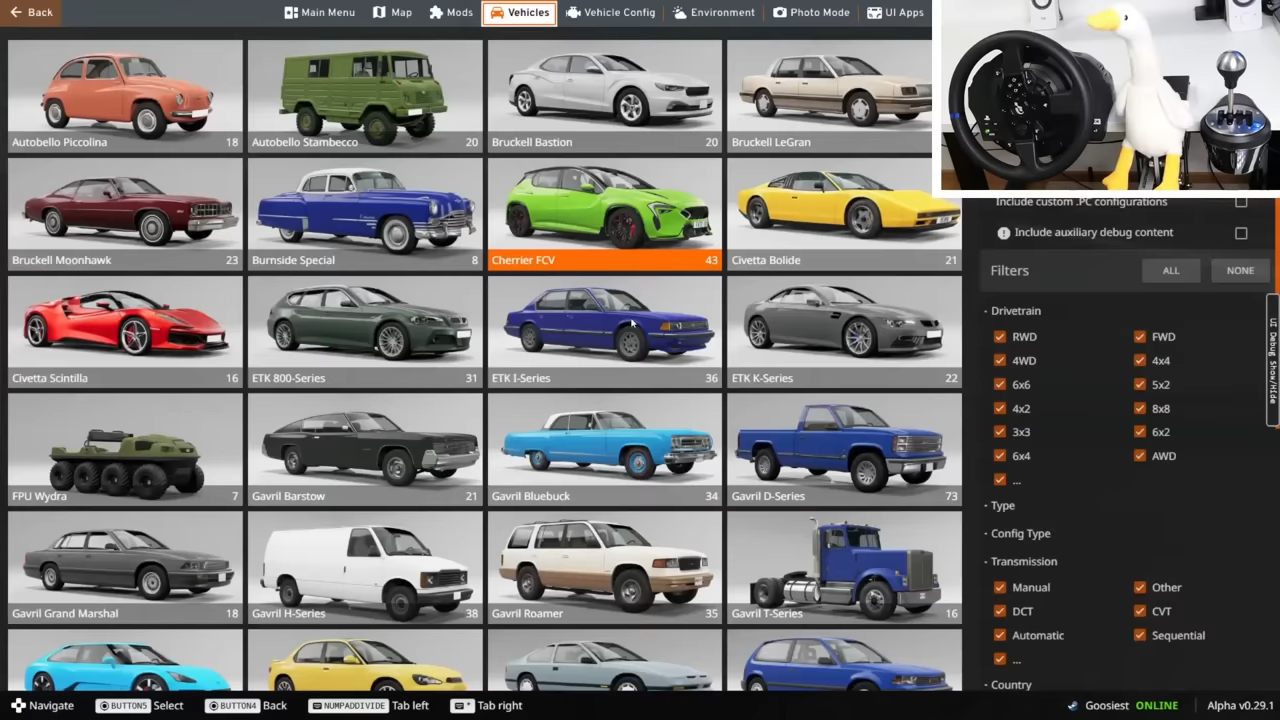 Back
Main Menu
Map
Mods
Vehicles
Vehicle Config
Environment
Photo Mode
UI Apps
Autobello Piccolina 18
Autobello Stambecco 20
Bruckell Bastion 20
Bruckell LeGran
Bruckell Moonhawk 23
Burnside Special 8
Cherrier FCV 43
Civetta Bolide 21
Civetta Scintilla 16
ETK 800-Series 31
ETK I-Series 36
ETK K-Series 22
FPU Wydra 7
Gavril Barstow 21
Gavril Bluebuck 34
Gavril D-Series 73
Gavril Grand Marshal 18
Gavril H-Series 38
Gavril Roamer 35
Gavril T-Series 16
Include custom .PC configurations
Include auxiliary debug content
Filters
ALL
NONE
- Drivetrain
RWD
FWD
4WD
4x4
6x6
5x2
4x2
8x8
3x3
6x2
6x4
AWD
...
- Type
- Config Type
- Transmission
Manual
Other
DCT
CVT
Automatic
Sequential
...
- Country
UI Debug Show/Hide
Navigate
BUTTON5 Select
BUTTON4 Back
NUMPADDIVIDE Tab left
* Tab right
Goosiest ONLINE
Alpha v0.29.1